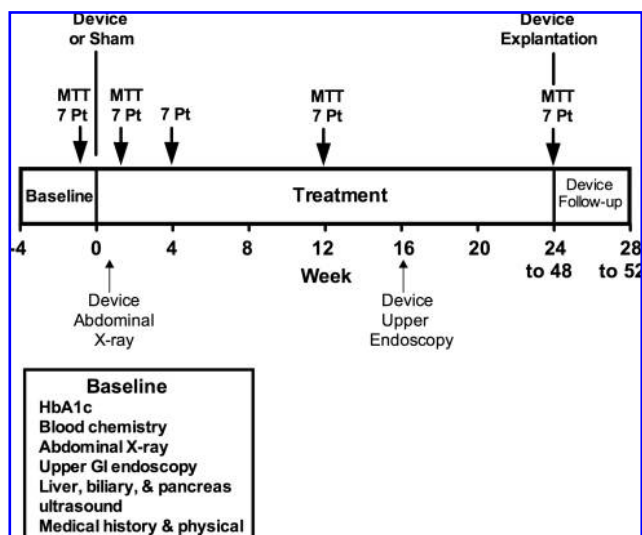 Device
or Sham
Device
Explantation
MTT
7 Pt
MTT
7 Pt
7 Pt
MTT
7 Pt
MTT
7 Pt
Baseline
Treatment
Device
Follow-up
-4 0 4 8 12 16 20 24 28
Week
to 48 to 52
Device
Abdominal
X-ray
Device
Upper
Endoscopy
Baseline
HbA1c
Blood chemistry
Abdominal X-ray
Upper GI endoscopy
Liver, biliary, & pancreas
ultrasound
Medical history & physical